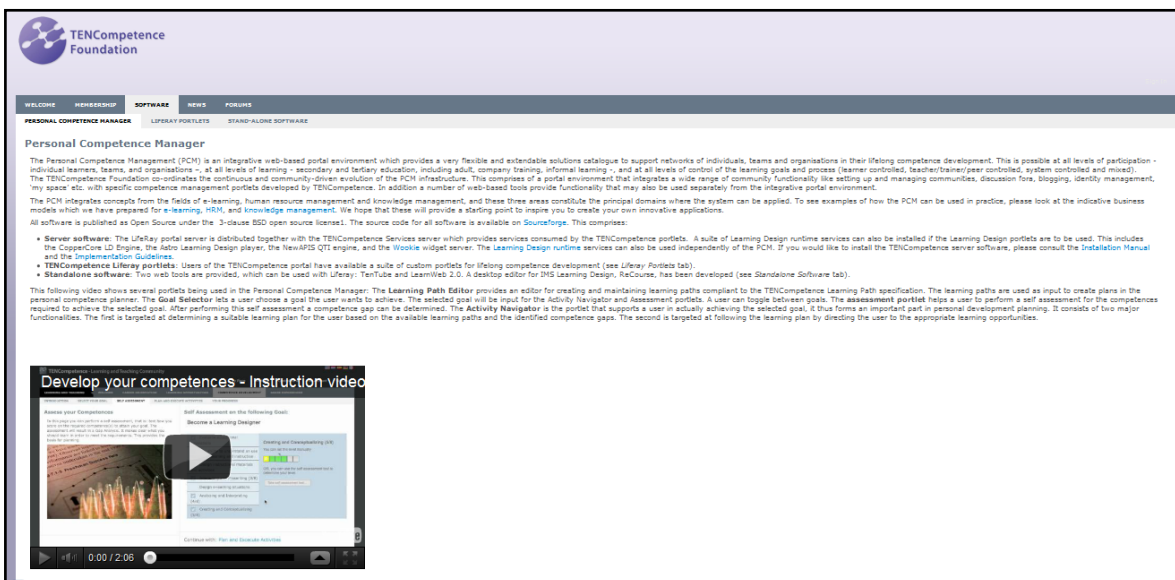 TENCompetence
Foundation
WELCOME MEMBERSHIP SOFTWARE NEWS FORUMS
PERSONAL COMPETENCE MANAGER LIFERAY PORTLETS STAND-ALONE SOFTWARE
Personal Competence Manager
The Personal Competence Management (PCM) is an integrative web-based portal environment which provides a very flexible and extendable solutions catalogue to support networks of individuals, teams and organisations in their lifelong competence development. This is possible at all levels of participation -
individual learners, teams, and organisations –, at all levels of learning - secondary and tertiary education, including adult, company training, informal learning -, and at all levels of control of the learning goals and process (learner controlled, teacher/trainer/peer controlled, system controlled and mixed).
The TENCompetence Foundation co-ordinates the continuous and community-driven evolution of the PCM infrastructure. This comprises of a portal environment that integrates a wide range of community functionality like setting up and managing communities, discussion fora, blogging, identity management,
'my space' etc. with specific competence management portlets developed by TENCompetence. In addition a number of web-based tools provide functionality that may also be used separately from the integrative portal environment.
The PCM integrates concepts from the fields of e-learning, human resource management and knowledge management, and these three areas constitute the principal domains where the system can be applied. To see examples of how the PCM can be used in practice, please look at the indicative business
models which we have prepared for e-learning, HRM, and knowledge management. We hope that these will provide a starting point to inspire you to create your own innovative applications.
All software is published as Open Source under the 3-clause BSD open source license1. The source code for all software is available on Sourceforge. This comprises:
• Server software: The LifeRay portal server is distributed together with the TENCompetence Services server which provides services consumed by the TENCompetence portlets. A suite of Learning Design runtime services can also be installed if the Learning Design portlets are to be used. This includes
the CopperCore LD Engine, the Astro Learning Design player, the NewAPIS QTI engine, and the Wookie widget server. The Learning Design runtime services can also be used independently of the PCM. If you would like to install the TENCompetence server software, please consult the Installation Manual
and the Implementation Guidelines.
• TENCompetence Liferay portlets: Users of the TENCompetence portal have available a suite of custom portlets for lifelong competence development (see Liferay Portlets tab).
• Standalone software: Two web tools are provided, which can be used with Liferay: TenTube and LearnWeb 2.0. A desktop editor for IMS Learning Design, ReCourse, has been developed (see Standalone Software tab).
This following video shows several portlets being used in the Personal Competence Manager: The Learning Path Editor provides an editor for creating and maintaining learning paths compliant to the TENCompetence Learning Path specification. The learning paths are used as input to create plans in the
personal competence planner. The Goal Selector lets a user choose a goal the user wants to achieve. The selected goal will be input for the Activity Navigator and Assessment portlets. A user can toggle between goals. The assessment portlet helps a user to perform a self assessment for the competences
required to achieve the selected goal. After performing this self assessment a competence gap can be determined. The Activity Navigator is the portlet that supports a user in actually achieving the selected goal, it thus forms an important part in personal development planning. It consists of two major
functionalities. The first is targeted at determining a suitable learning plan for the user based on the available learning paths and the identified competence gaps. The second is targeted at following the learning plan by directing the user to the appropriate learning opportunities.
TENCompetence - Learning and Teaching Community
Develop your competences - Instruction video
Assess your Competences
Self Assessment on the following Goal:
Become a Learning Designer
Creating and Conceptualising
Continue with: Plan and Evaluate Activities
0:00 / 2:06